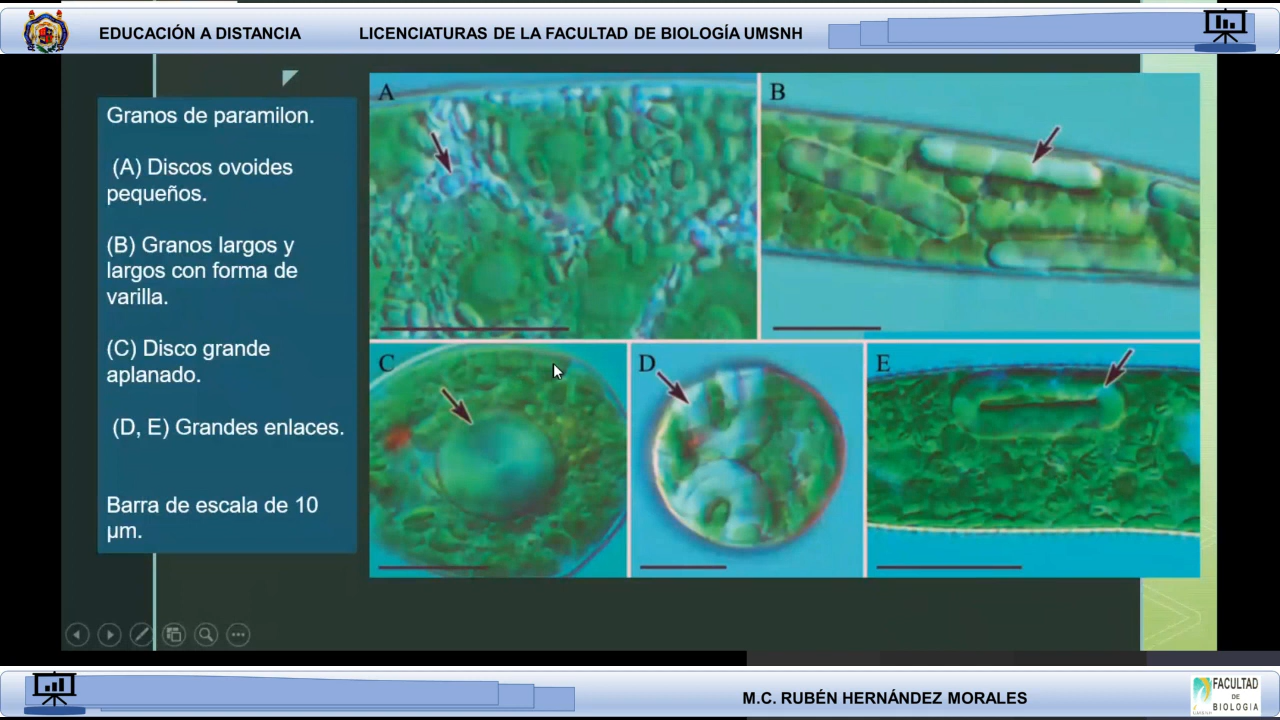 EDUCACIÓN A DISTANCIA
LICENCIATURAS DE LA FACULTAD DE BIOLOGÍA UMSNH
Granos de paramilon.
(A) Discos ovoides
pequeños.
(B) Granos largos y
largos con forma de
varilla.
(C) Disco grande
aplanado.
(D, E) Grandes enlaces.
Barra de escala de 10
µm.
A
B
C
D
E
M.C. RUBÉN HERNÁNDEZ MORALES
FACULTAD
DE
BIOLOGIA